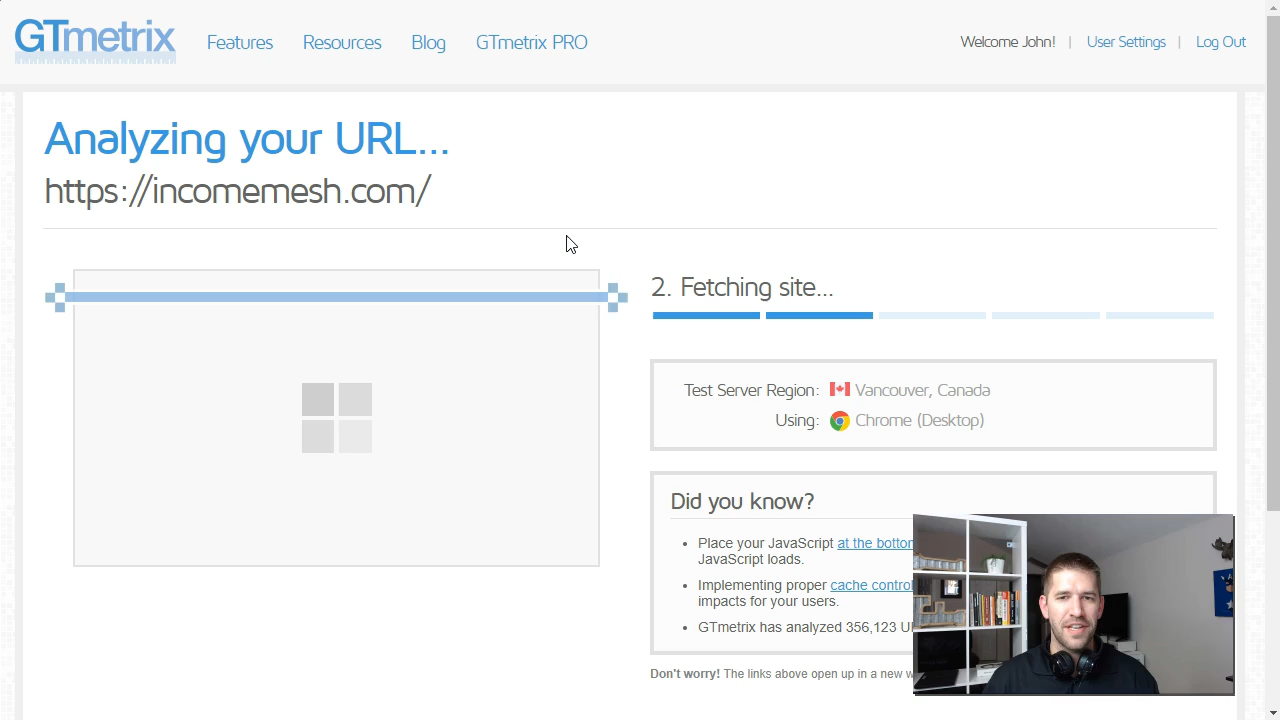 GTmetrix
Features
Resources
Blog
GTmetrix PRO
Welcome John!
|
User Settings
|
Log Out
Analyzing your URL...
https://incomemesh.com/
2. Fetching site...
Test Server Region: Vancouver, Canada
Using: Chrome (Desktop)
Did you know?
• Place your JavaScript at the bottom
JavaScript loads.
• Implementing proper cache control
impacts for your users.
• GTmetrix has analyzed 356,123
Don't worry! The links above open up in a new